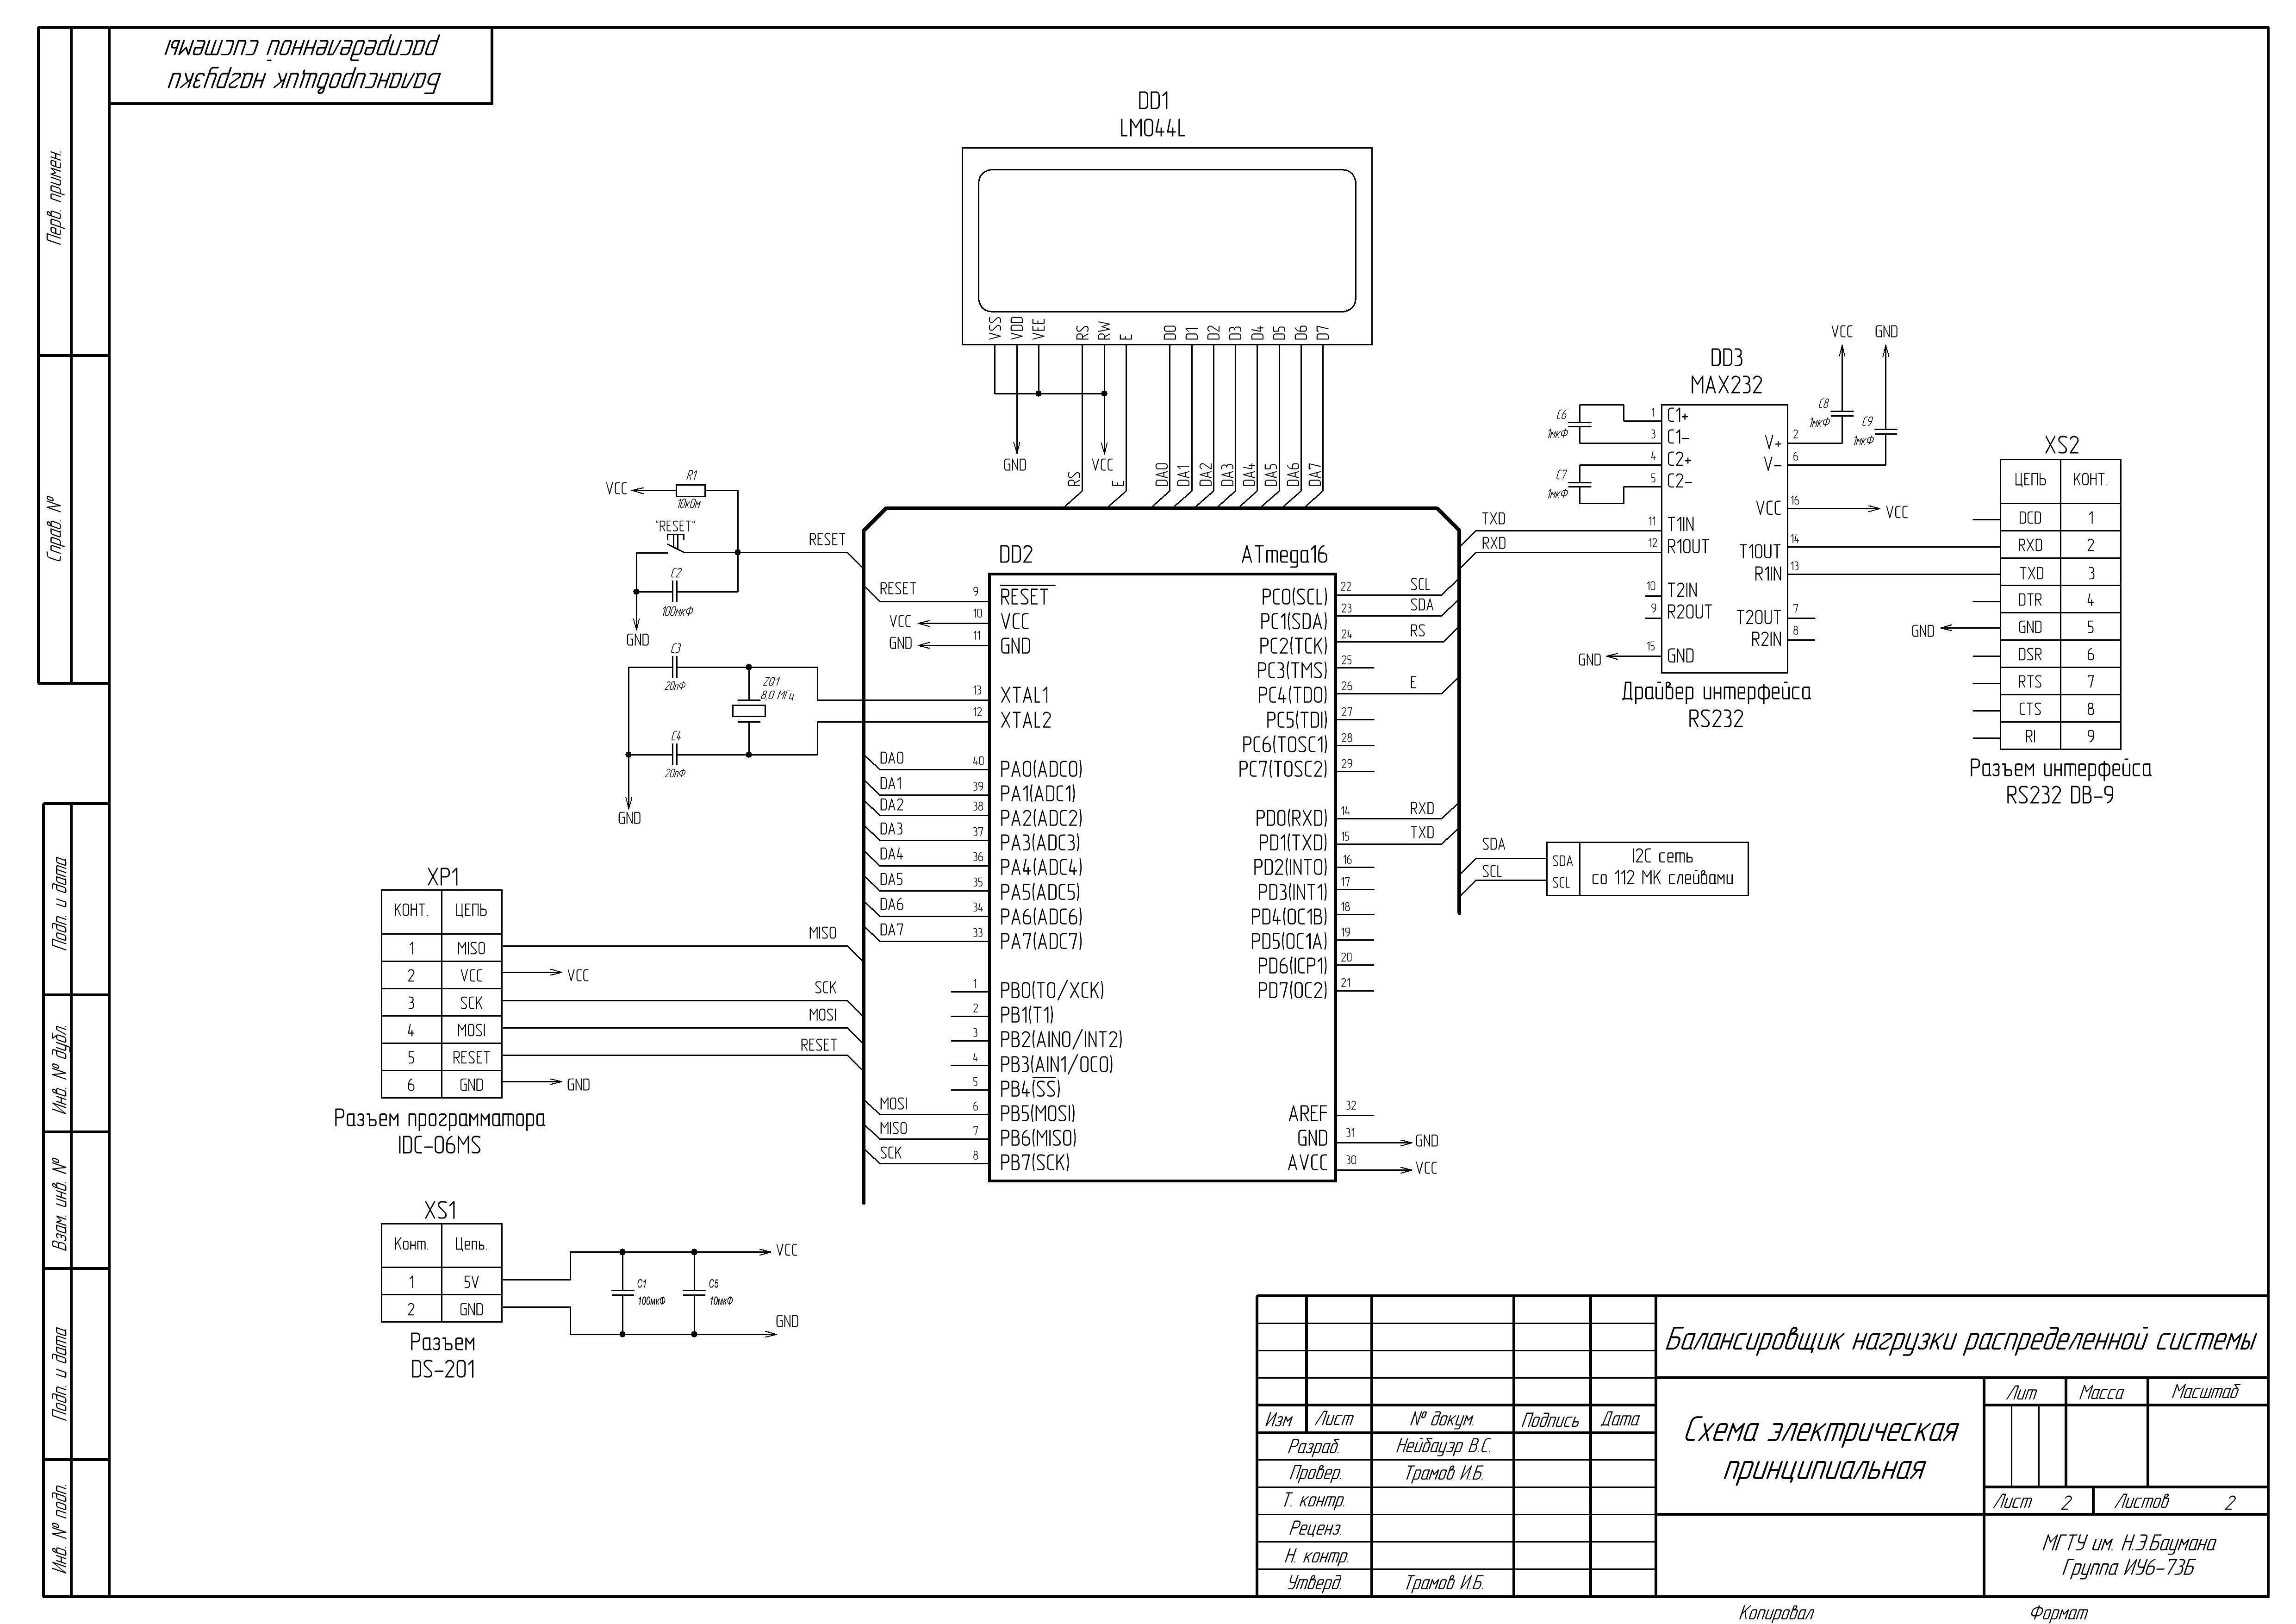 Балансировщик нагрузки
распределенной системы
Перв. примен.
Справ. №
Подп. и дата
Инв. № дубл.
Взам. инв. №
Подп. и дата
Инв. № подп.
DD1
LM044L
VSS VDD VEE RS RW E D0 D1 D2 D3 D4 D5 D6 D7
GND VCC
RS E DA0 DA1 DA2 DA3 DA4 DA5 DA6 DA7
VCC R1
10кОм
"RESET"
RESET
C2
100мкФ
GND
C3
20пФ
ZQ1
8,0 МГц
C4
20пФ
GND
DD2 ATmega16
RESET 9 RESET
VCC 10 VCC
GND 11 GND
13 XTAL1
12 XTAL2
DA0 40 PA0(ADC0)
DA1 39 PA1(ADC1)
DA2 38 PA2(ADC2)
DA3 37 PA3(ADC3)
DA4 36 PA4(ADC4)
DA5 35 PA5(ADC5)
DA6 34 PA6(ADC6)
DA7 33 PA7(ADC7)
1 PB0(T0/XCK)
2 PB1(T1)
3 PB2(AIN0/INT2)
4 PB3(AIN1/OC0)
5 PB4(SS)
MOSI 6 PB5(MOSI)
MISO 7 PB6(MISO)
SCK 8 PB7(SCK)
PC0(SCL) 22 SCL
PC1(SDA) 23 SDA
PC2(TCK) 24 RS
PC3(TMS) 25
PC4(TDO) 26 E
PC5(TDI) 27
PC6(TOSC1) 28
PC7(TOSC2) 29
PD0(RXD) 14 RXD
PD1(TXD) 15 TXD
PD2(INT0) 16
PD3(INT1) 17
PD4(OC1B) 18
PD5(OC1A) 19
PD6(ICP1) 20
PD7(OC2) 21
AREF 32
GND 31 GND
AVCC 30 VCC
XP1
КОНТ. ЦЕПЬ
1 MISO MISO
2 VCC VCC
3 SCK SCK
4 MOSI MOSI
5 RESET RESET
6 GND GND
Разъем программатора
IDC-06MS
XS1
Конт. Цепь.
1 5V
2 GND
Разъем
DS-201
VCC
C1
100мкФ
C5
10мкФ
GND
DD3
MAX232
C6
1мкФ
C7
1мкФ
VCC GND
C8
1мкФ
C9
1мкФ
1 C1+
3 C1-
4 C2+
5 C2-
TXD 11 T1IN
RXD 12 R1OUT
10 T2IN
9 R2OUT
GND 15 GND
V+ 2
V- 6
VCC 16 VCC
T1OUT 14
R1IN 13
T2OUT 7
R2IN 8
Драйвер интерфейса
RS232
XS2
ЦЕПЬ КОНТ.
DCD 1
RXD 2
TXD 3
DTR 4
GND GND 5
DSR 6
RTS 7
CTS 8
RI 9
Разъем интерфейса
RS232 DB-9
SDA SDA
SCL SCL
I2C сеть
со 112 МК слейвами
Балансировщик нагрузки распределенной системы
Схема электрическая
принципиальная
Лит Масса Масштаб
Лист 2 Листов 2
МГТУ им. Н.Э.Баумана
Группа ИУ6-73Б
Изм Лист № докум. Подпись Дата
Разраб. Нейбауэр В.С.
Провер. Трамов И.Б.
Т. контр.
Реценз.
Н. контр.
Утверд. Трамов И.Б.
Копировал Формат